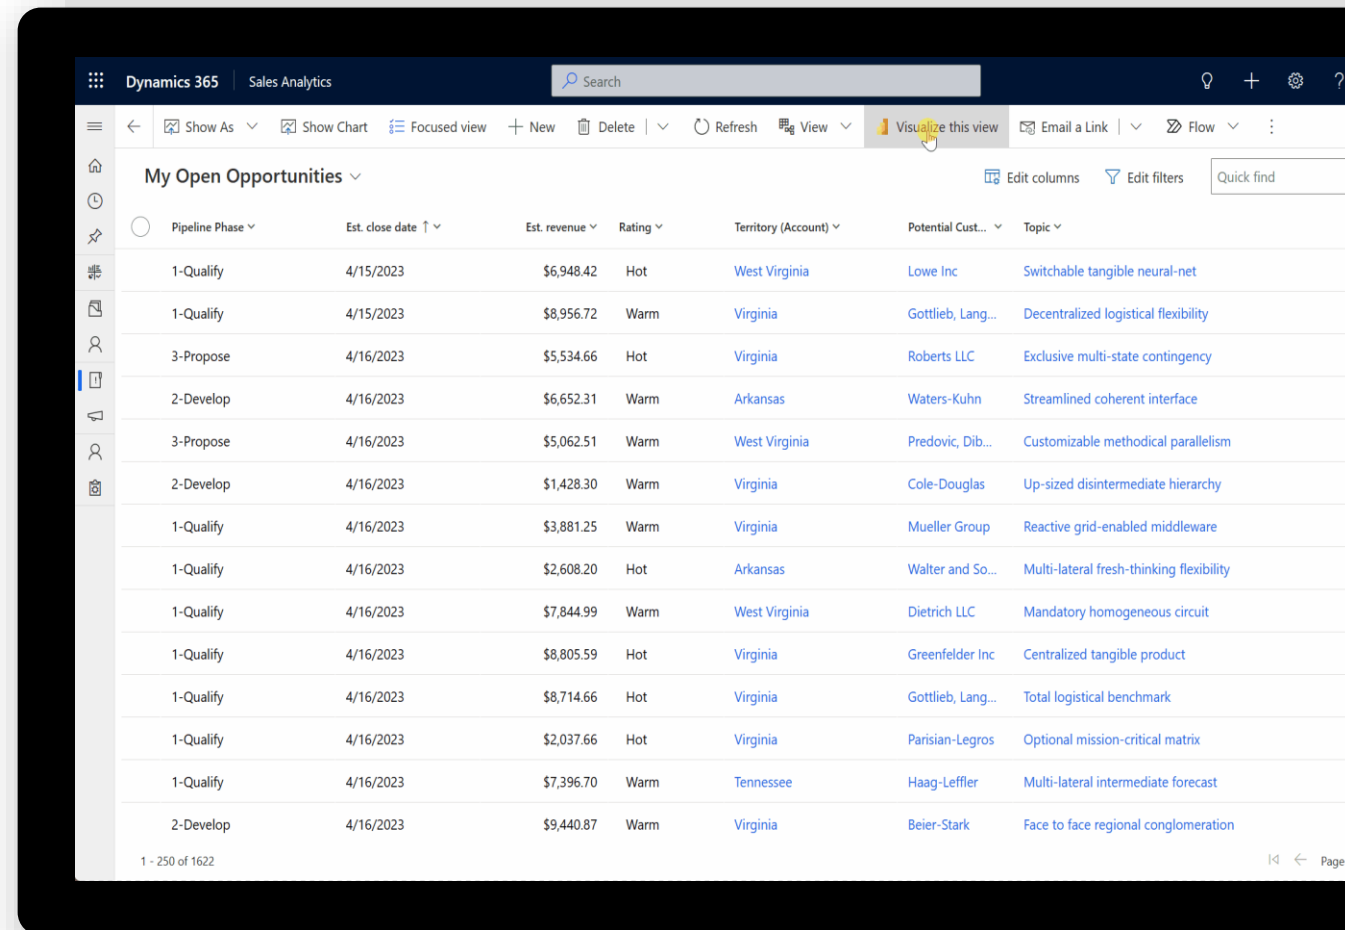 Dynamics 365 Sales Analytics Search ?
Show As Show Chart Focused view New Delete Refresh View Visualize this view Email a Link Flow
My Open Opportunities Edit columns Edit filters Quick find
Pipeline Phase Est. close date ↑ Est. revenue Rating Territory (Account) Potential Cust... Topic
1-Qualify 4/15/2023 $6,948.42 Hot West Virginia Lowe Inc Switchable tangible neural-net
1-Qualify 4/15/2023 $8,956.72 Warm Virginia Gottlieb, Lang... Decentralized logistical flexibility
3-Propose 4/16/2023 $5,534.66 Hot Virginia Roberts LLC Exclusive multi-state contingency
2-Develop 4/16/2023 $6,652.31 Warm Arkansas Waters-Kuhn Streamlined coherent interface
3-Propose 4/16/2023 $5,062.51 Warm West Virginia Predovic, Dib... Customizable methodical parallelism
2-Develop 4/16/2023 $1,428.30 Warm Virginia Cole-Douglas Up-sized disintermediate hierarchy
1-Qualify 4/16/2023 $3,881.25 Warm Virginia Mueller Group Reactive grid-enabled middleware
1-Qualify 4/16/2023 $2,608.20 Hot Arkansas Walter and So... Multi-lateral fresh-thinking flexibility
1-Qualify 4/16/2023 $7,844.99 Warm West Virginia Dietrich LLC Mandatory homogeneous circuit
1-Qualify 4/16/2023 $8,805.59 Hot Virginia Greenfelder Inc Centralized tangible product
1-Qualify 4/16/2023 $8,714.66 Hot Virginia Gottlieb, Lang... Total logistical benchmark
1-Qualify 4/16/2023 $2,037.66 Hot Virginia Parisian-Legros Optional mission-critical matrix
1-Qualify 4/16/2023 $7,396.70 Warm Tennessee Haag-Leffler Multi-lateral intermediate forecast
2-Develop 4/16/2023 $9,440.87 Warm Virginia Beier-Stark Face to face regional conglomeration
1 - 250 of 1622 Page